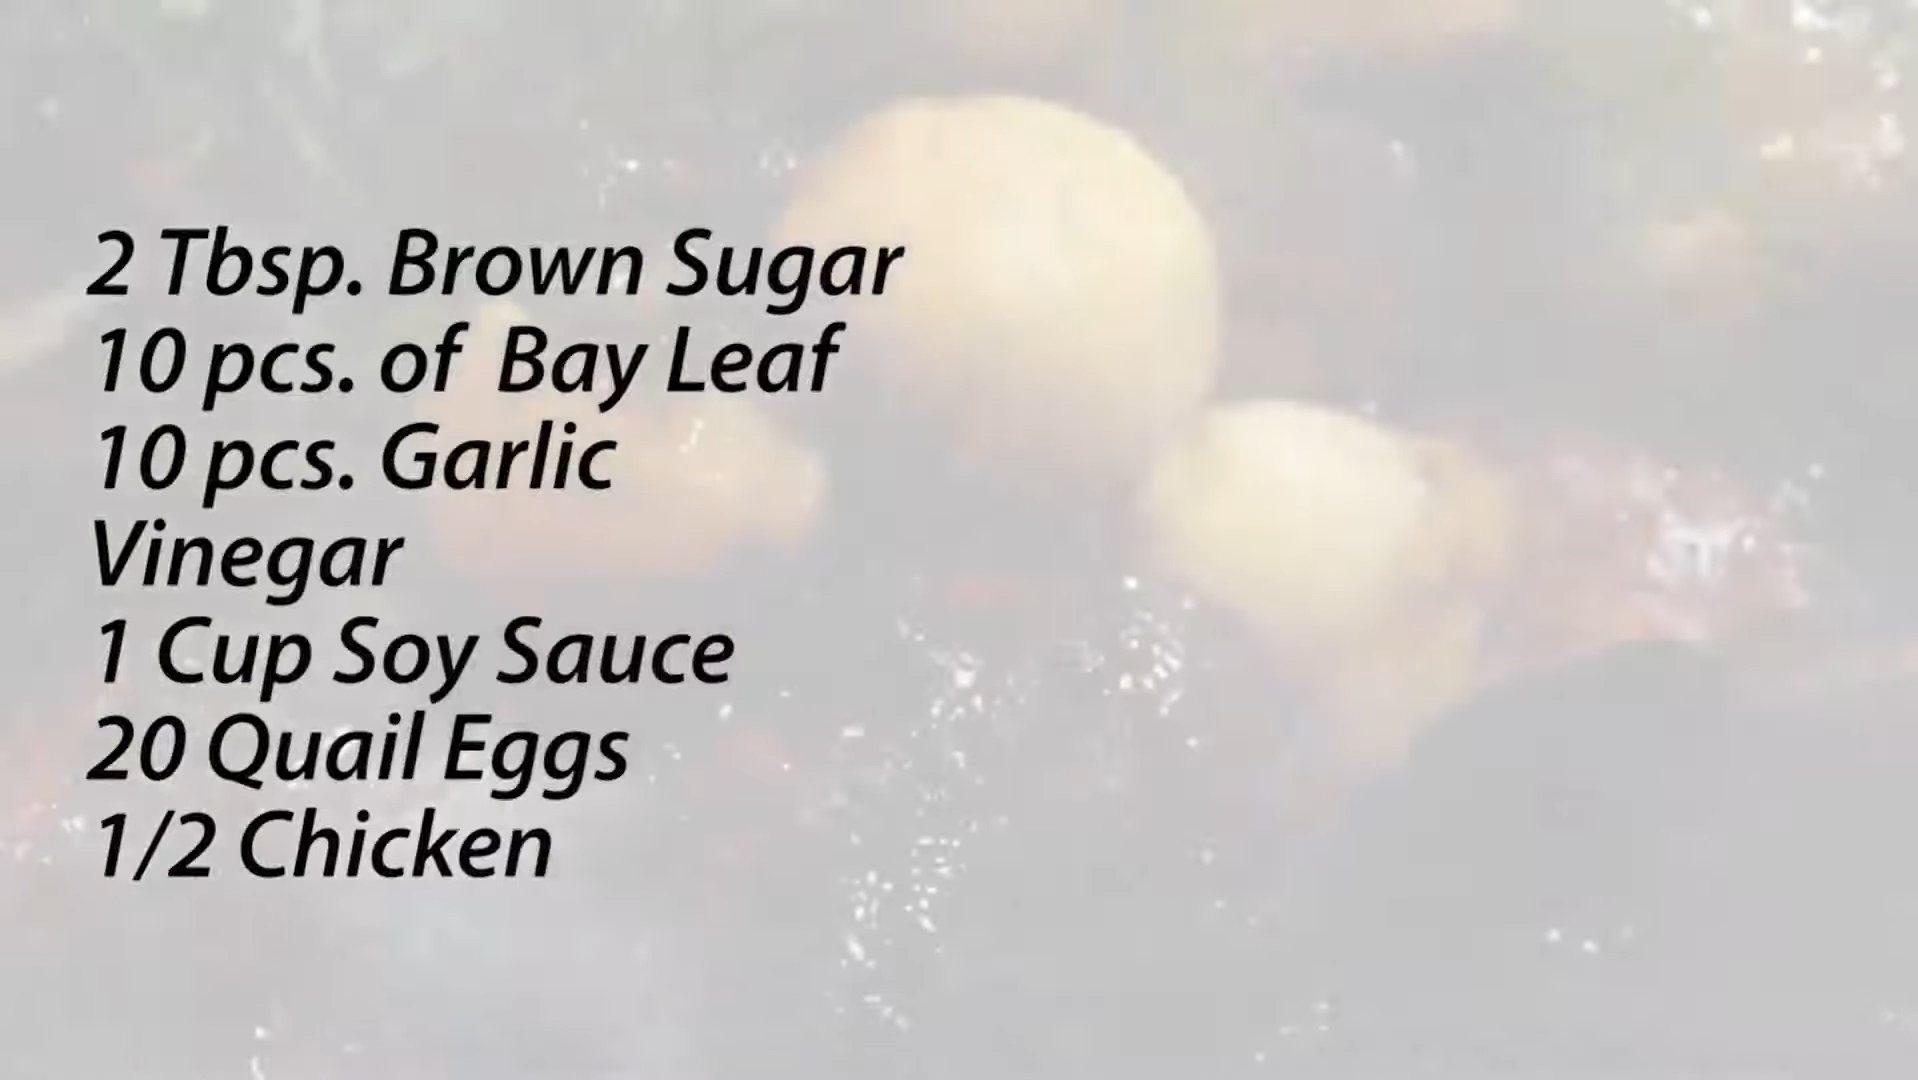 2 Tbsp. Brown Sugar
10 pcs. of Bay Leaf
10 pcs. Garlic
Vinegar
1 Cup Soy Sauce
20 Quail Eggs
1/2 Chicken